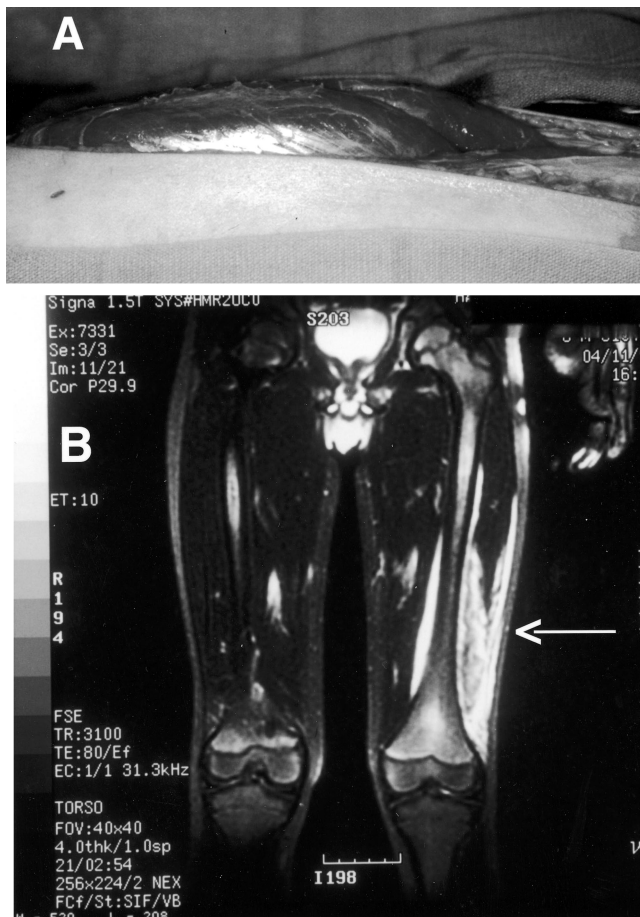 A
Signa 1.5T SYS#HMR2OC0
Ex:7331
Se:3/3
Im:11/21
Cor P29.9
S203
04/11/
16:
B
ET:10
R
1
9
4
FSE
TR:3100
TE:80/Ef
EC:1/1 31.3kHz
TORSO
FOV:40x40
4.0thk/1.0sp
21/02:54
256x224/2 NEX
FCf/St:SIF/VB
I198